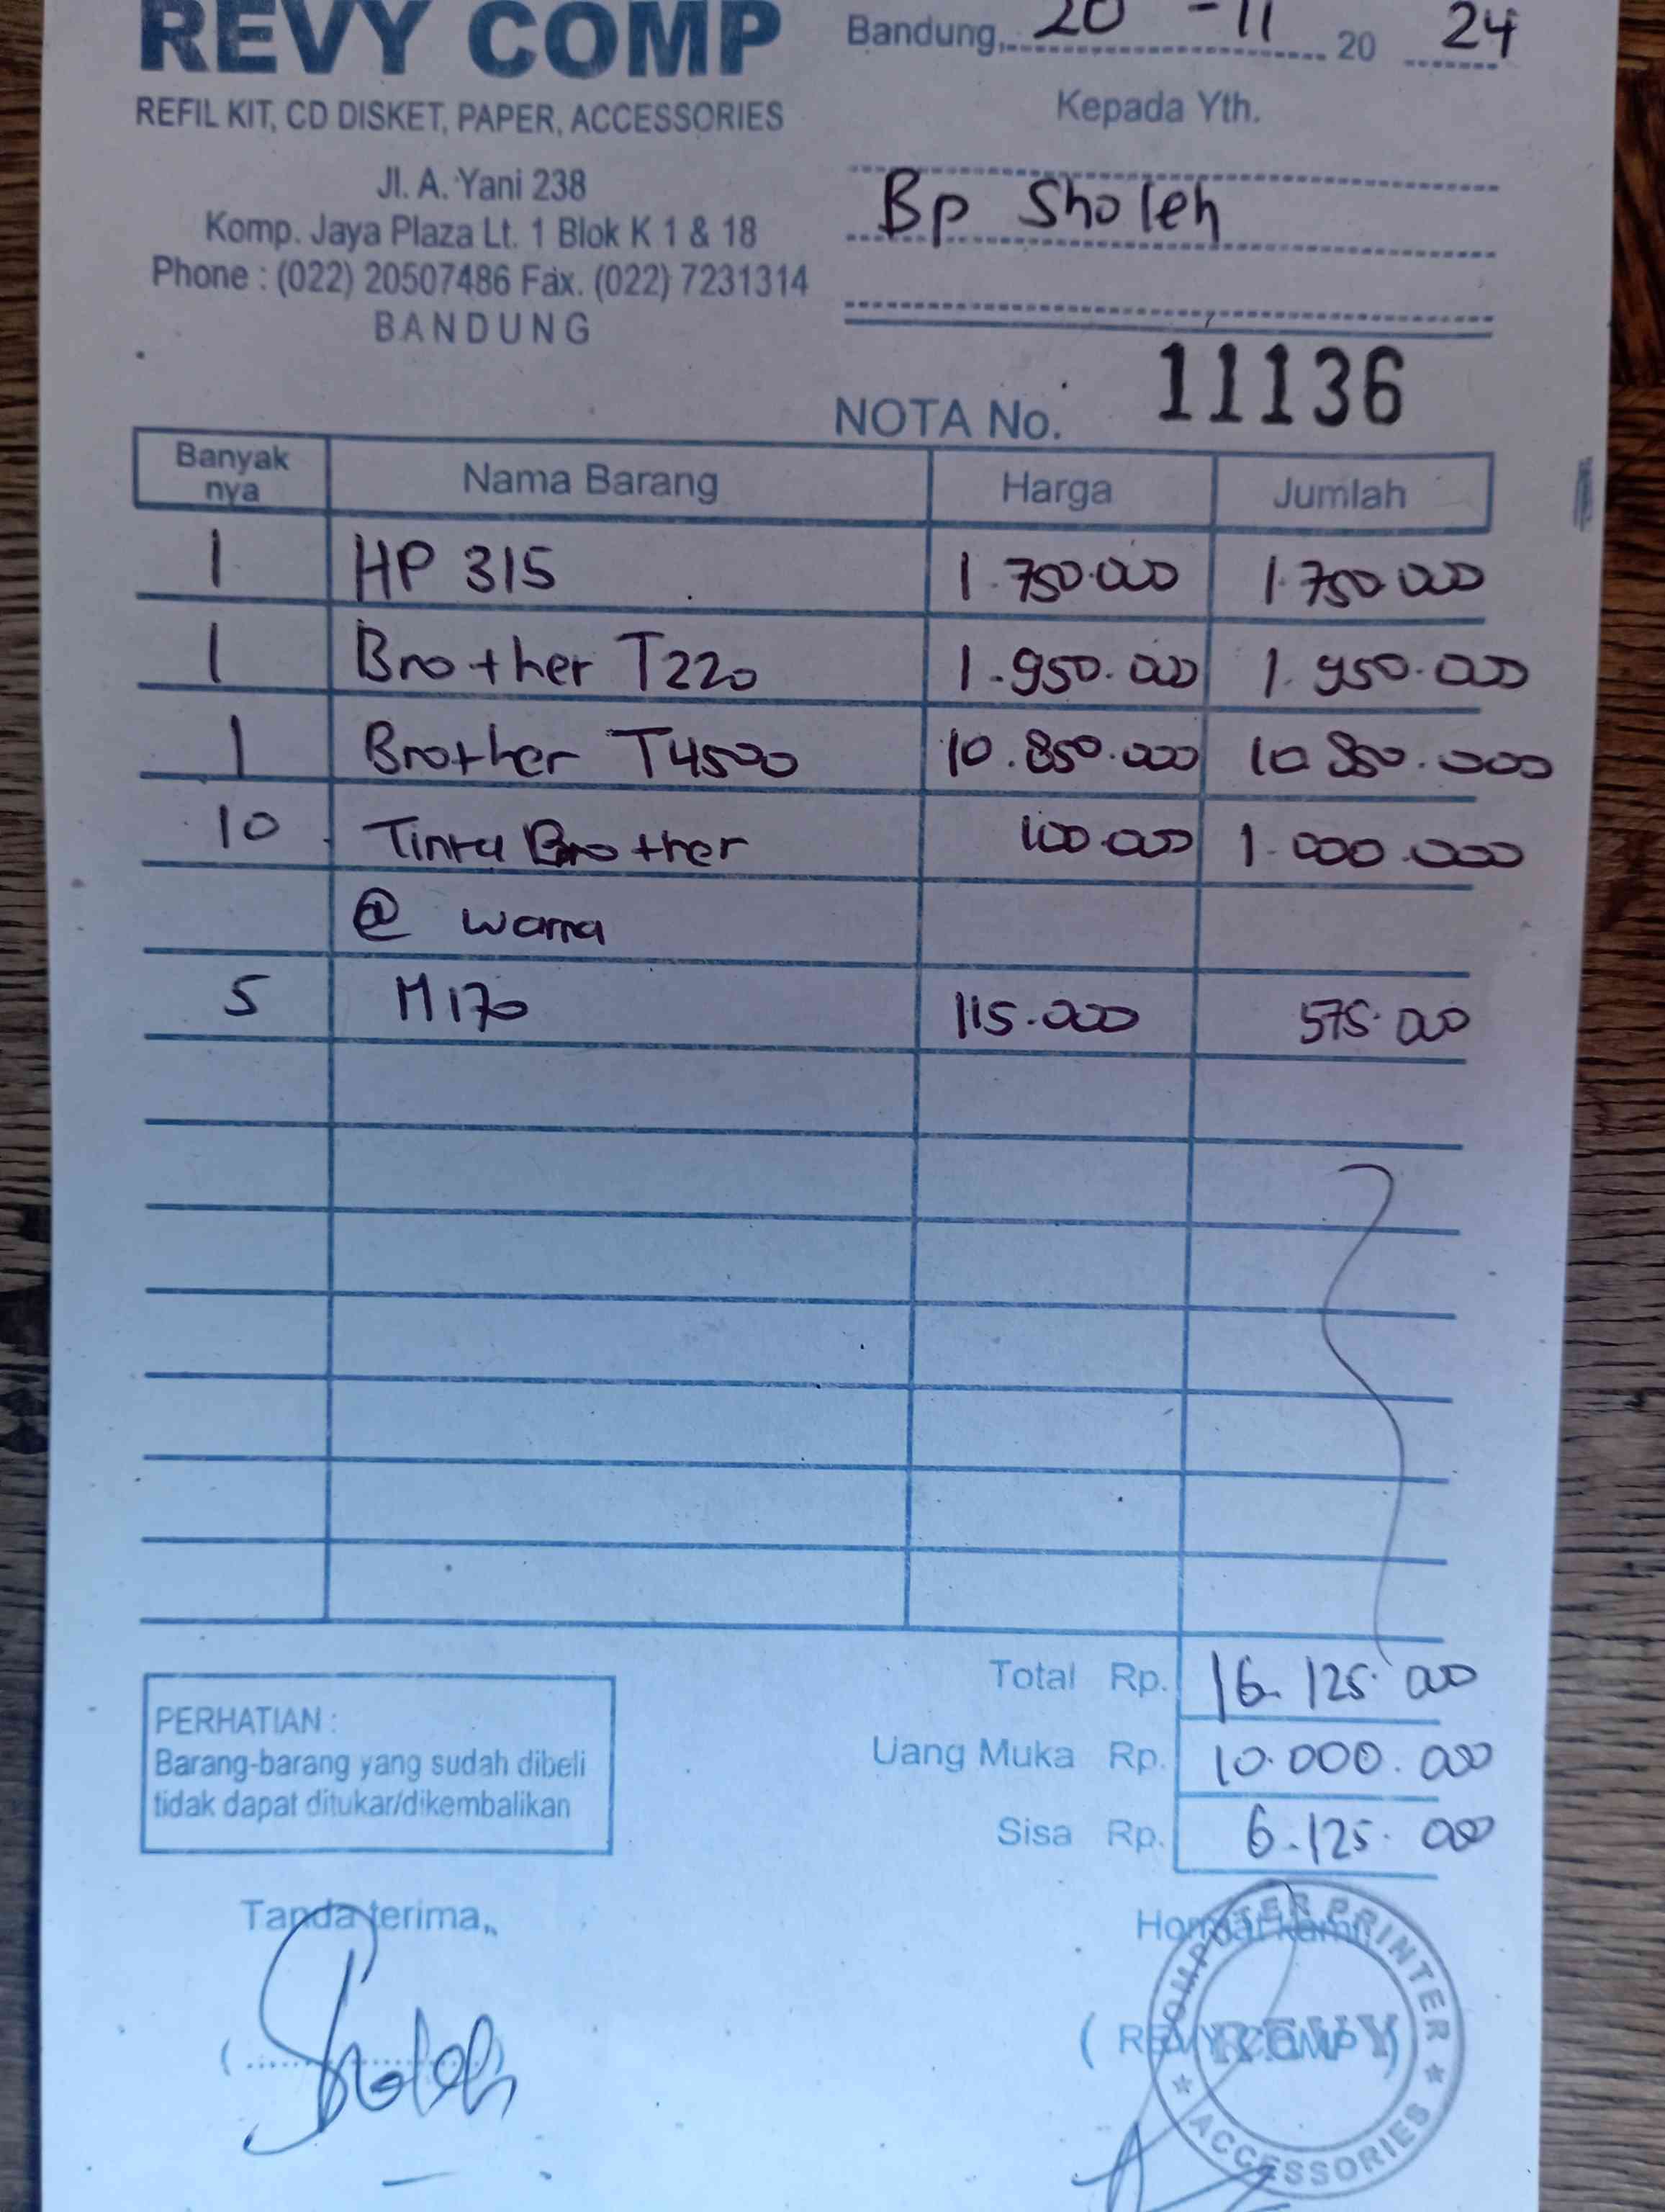 REVY COMP
REFIL KIT, CD DISKET, PAPER, ACCESSORIES
Jl. A. Yani 238
Komp. Jaya Plaza Lt. 1 Blok K 1 & 18
Phone : (022) 20507486 Fax. (022) 7231314
BANDUNG
Bandung, 20 - 11 20 24
Kepada Yth.
Bp Sholeh
NOTA No. 11136
Banyak nya Nama Barang Harga Jumlah
1 HP 315 1.750.000 1.750.000
1 Brother T220 1.950.000 1.950.000
1 Brother T4500 10.850.000 10.850.000
10 Tinta Brother 100.000 1.000.000
@ warna
5 M170 115.000 575.000
Total Rp. 16.125.000
Uang Muka Rp. 10.000.000
Sisa Rp. 6.125.000
PERHATIAN :
Barang-barang yang sudah dibeli
tidak dapat ditukar/dikembalikan
Tanda terima,
Sholeh
Hormat kami,
( REVY COMP )
COMPUTER PRINTER
REVY
ACCESSORIES